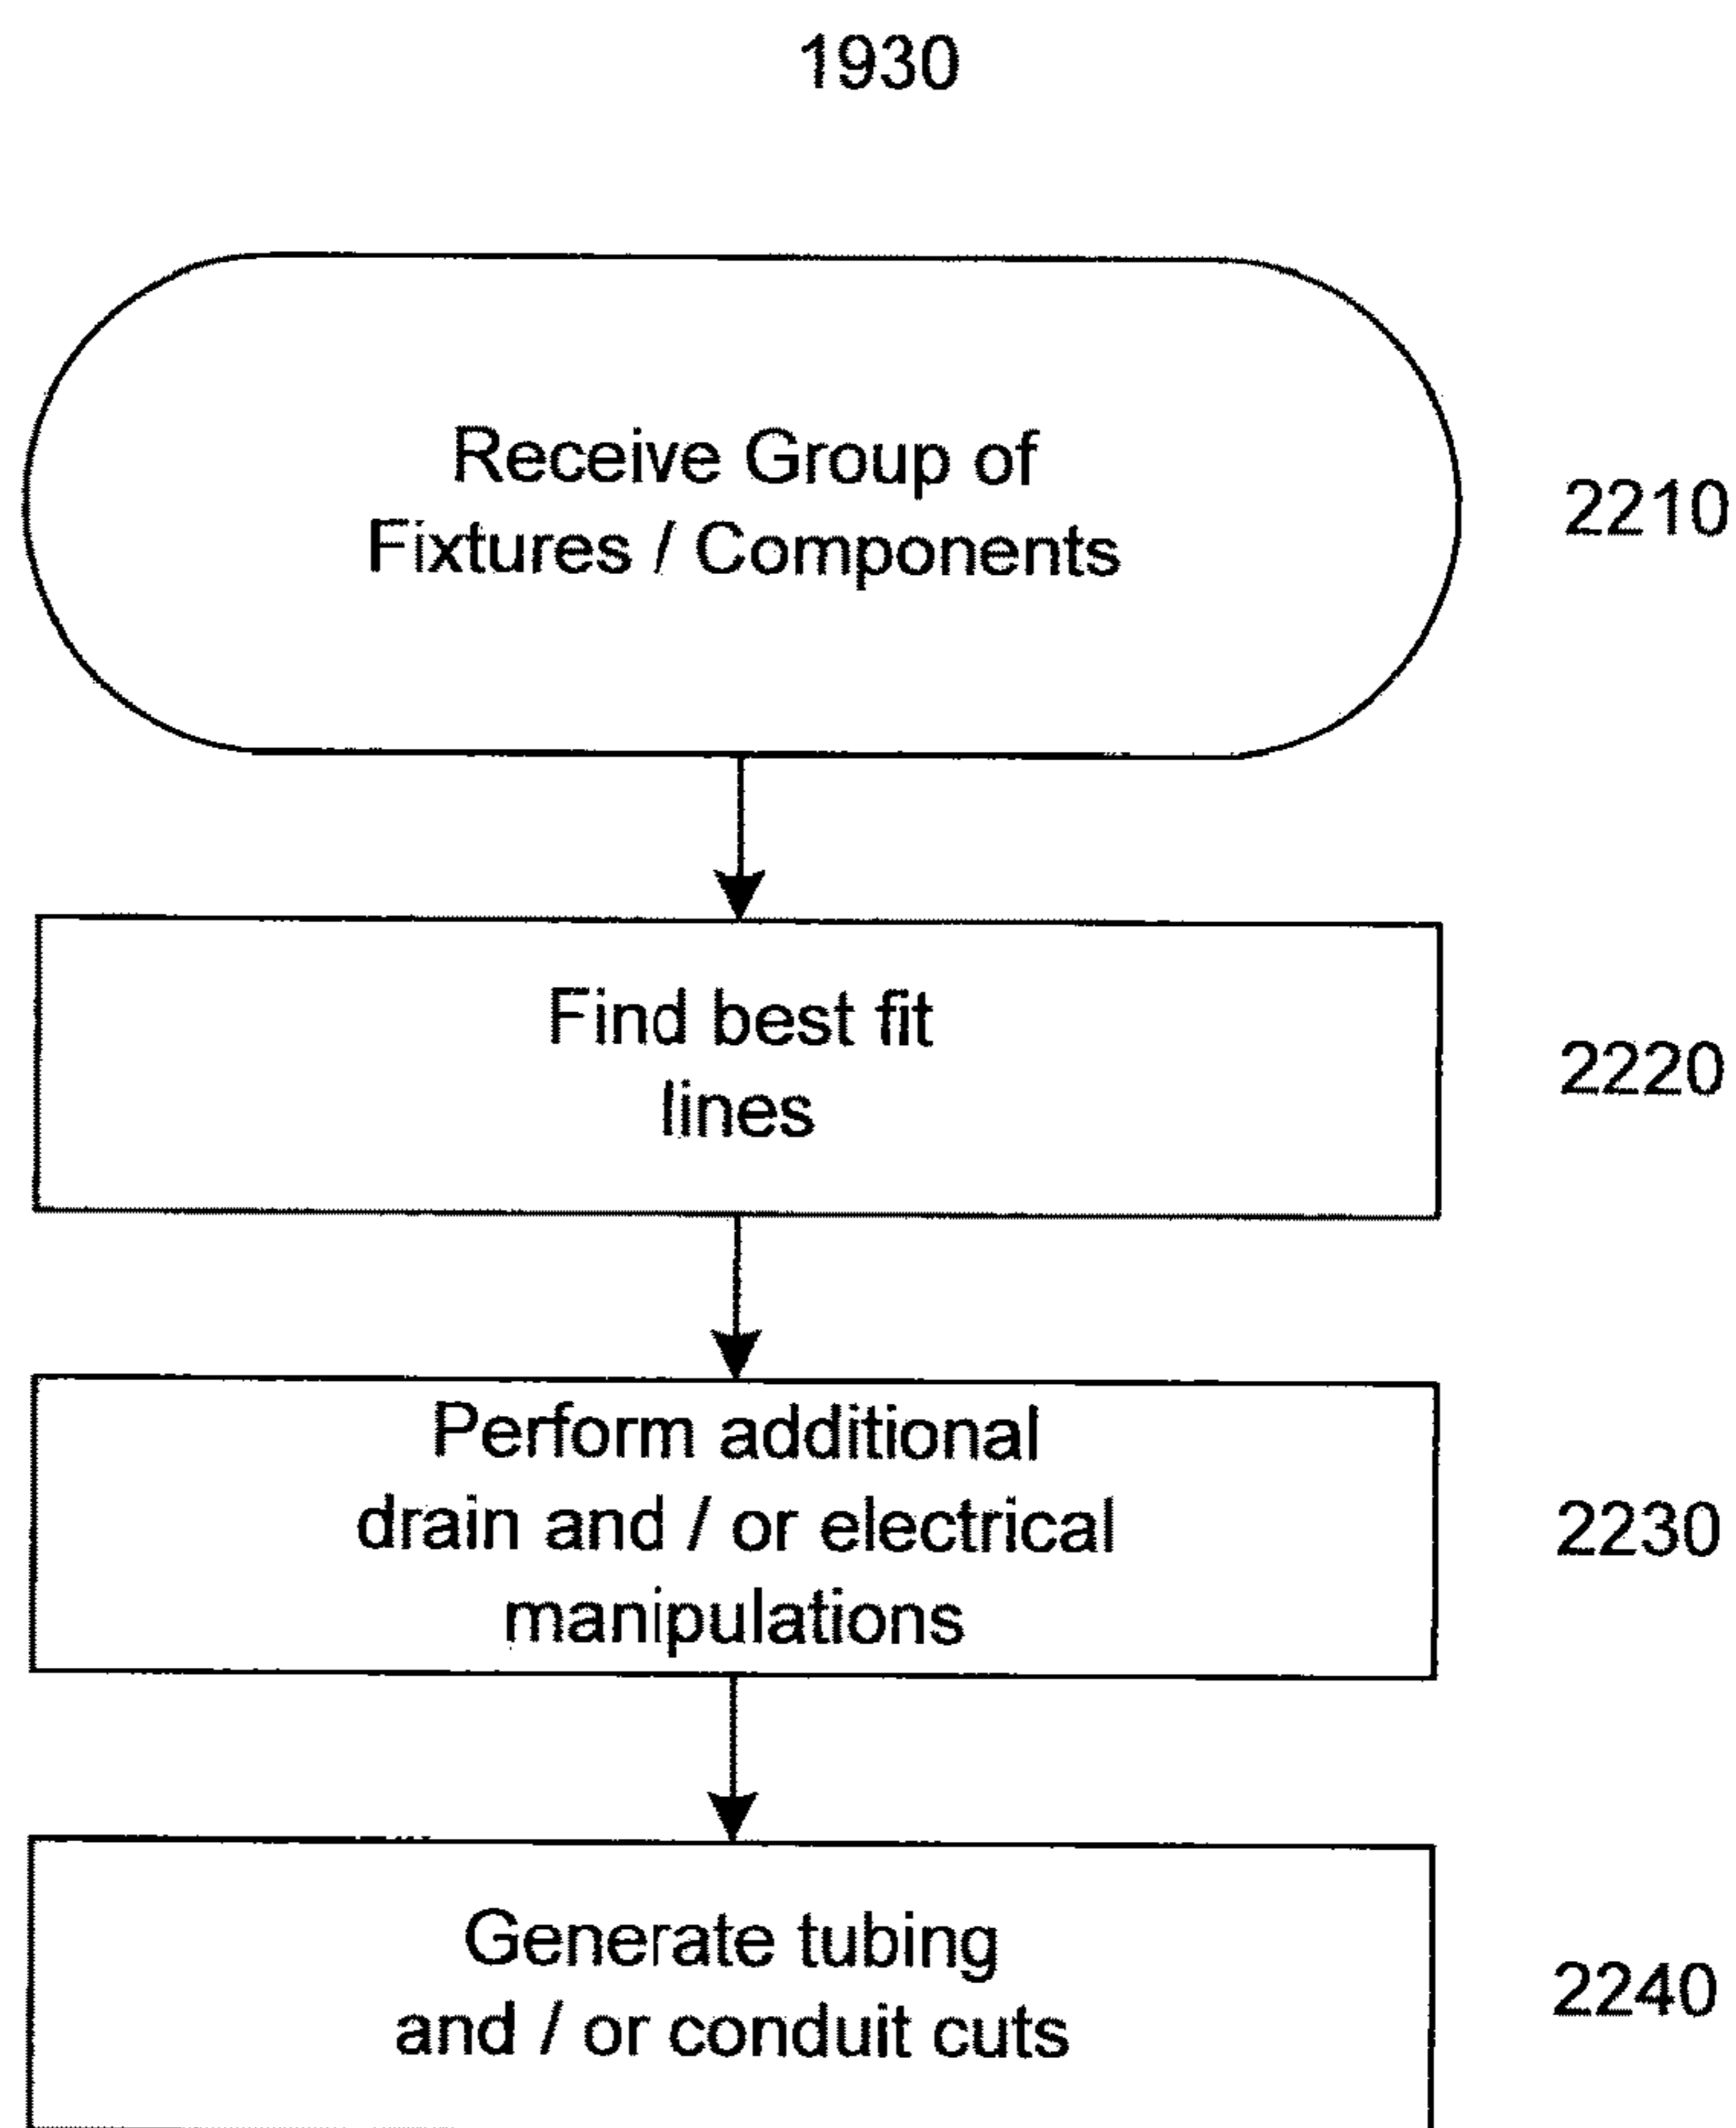 1930
Receive Group of
Fixtures / Components
2210
Find best fit
lines
2220
Perform additional
drain and / or electrical
manipulations
2230
Generate tubing
and / or conduit cuts
2240